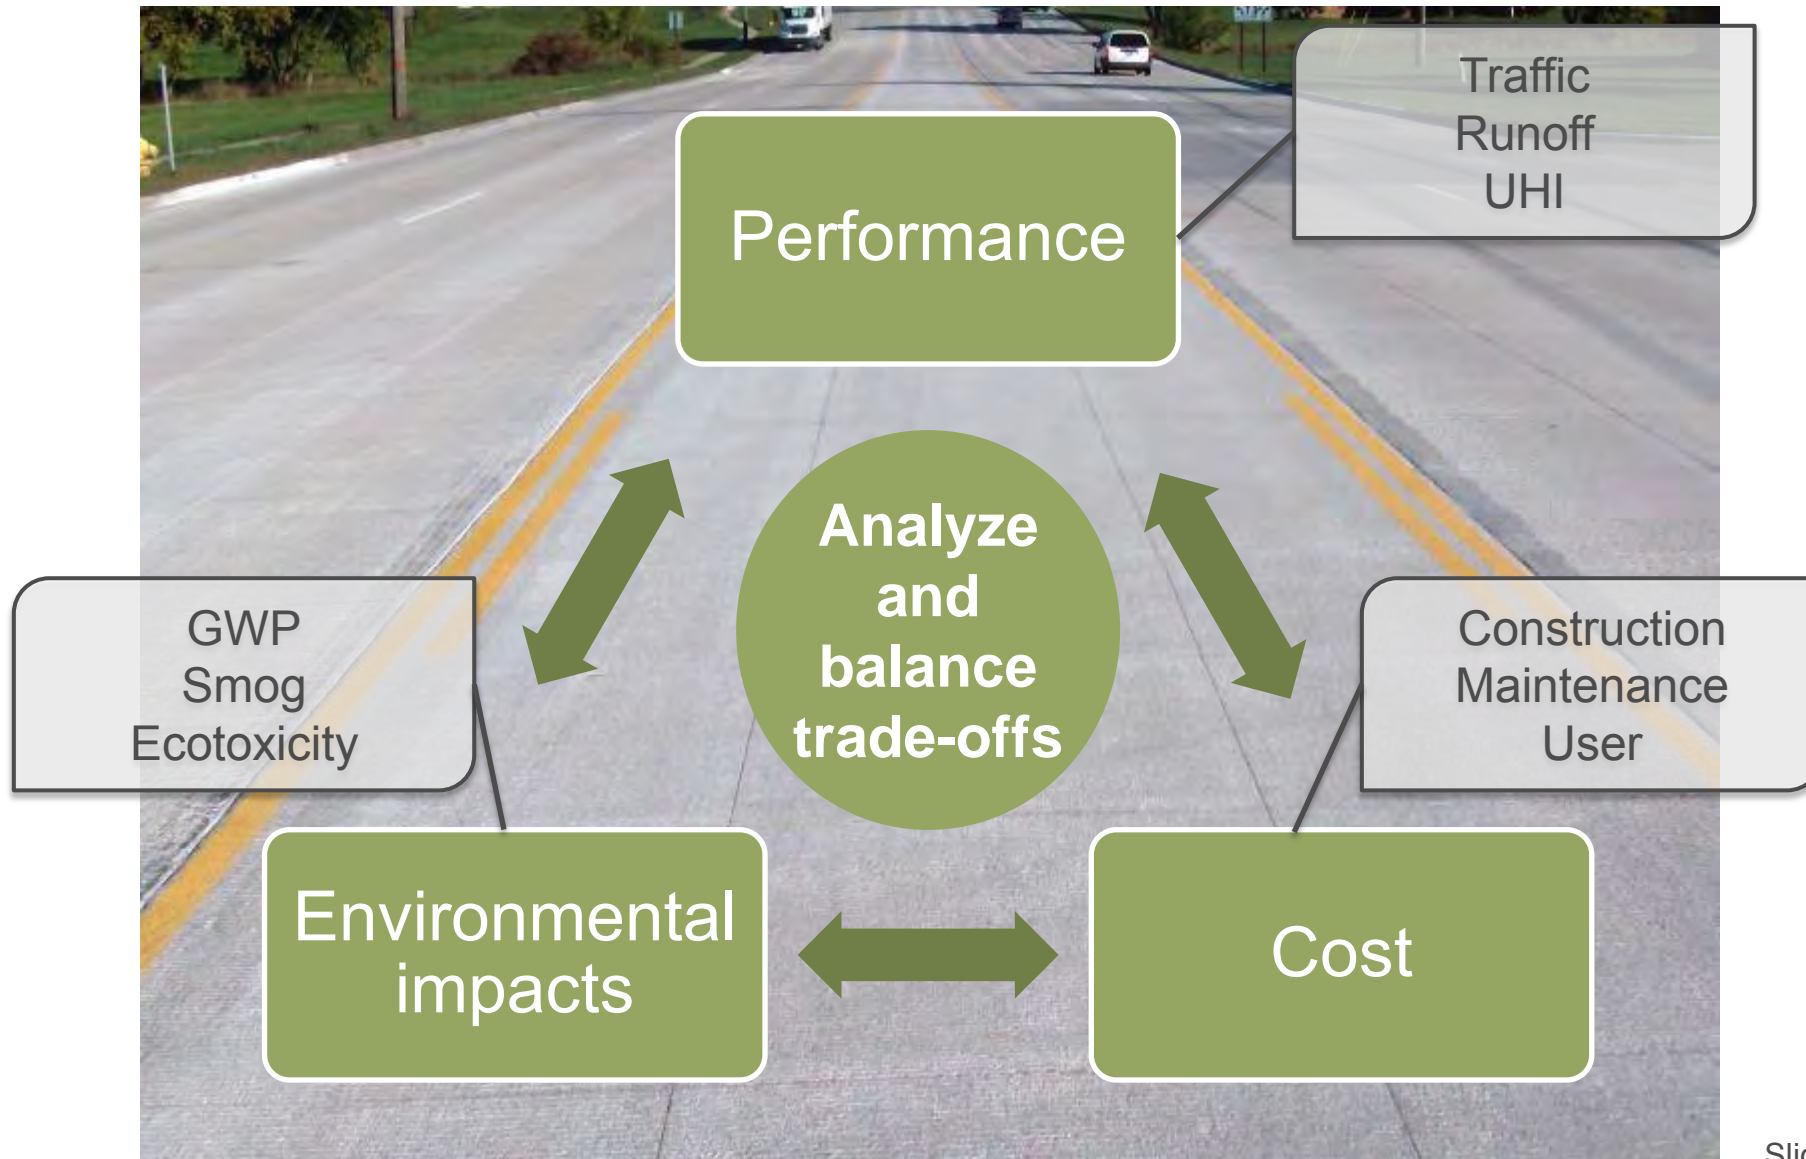 Traffic
Runoff
UHI
Performance
Analyze
and
balance
trade-offs
GWP
Smog
Ecotoxicity
Construction
Maintenance
User
Environmental
impacts
Cost